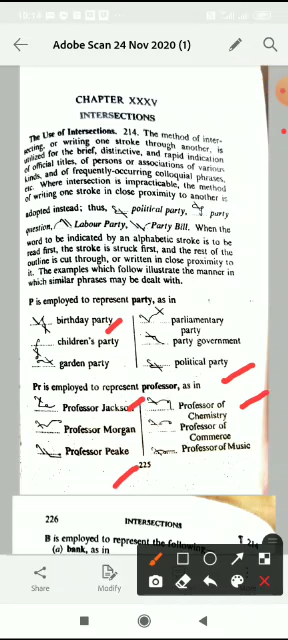 10:14
Adobe Scan 24 Nov 2020 (1)
CHAPTER XXXV
INTERSECTIONS
The Use of Intersections. 214. The method of inter-
secting, or writing one stroke through another, is
utilized for the brief, distinctive, and rapid indication
of official titles, of persons or associations of various
kinds, and of frequently-occurring colloquial phrases,
etc. Where intersection is impracticable, the method
of writing one stroke in close proximity to another is
adopted instead; thus, political party, party
question, Labour Party, Party Bill. When the
word to be indicated by an alphabetic stroke is to be
read first, the stroke is struck first, and the rest of the
outline is cut through, or written in close proximity to
it. The examples which follow illustrate the manner in
which similar phrases may be dealt with.
P is employed to represent party, as in
birthday party parliamentary
party
children's party party government
garden party political party
Pr is employed to represent professor, as in
Professor Jackson Professor of
Chemistry
Professor Morgan Professor of
Commerce
Professor Peake Professor of Music
225
226 INTERSECTIONS 214
B is employed to represent the following
(a) bank, as in
Share
Modify